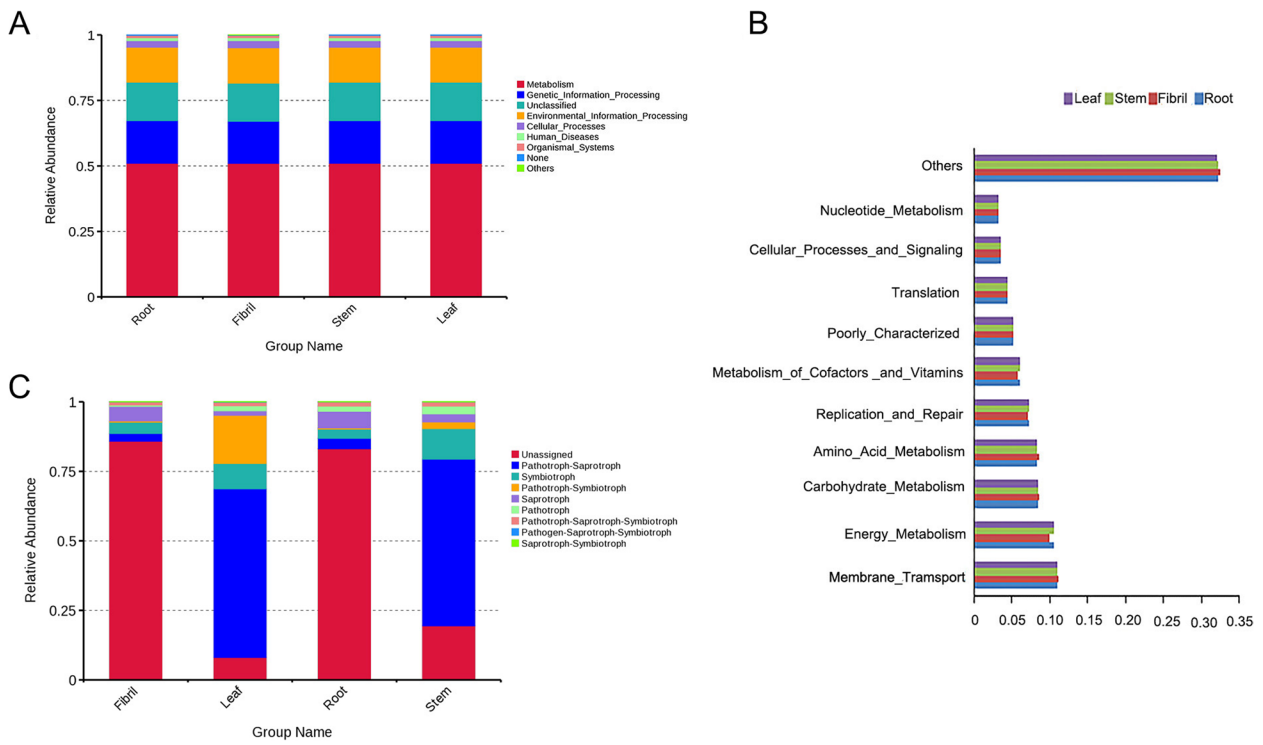 A
1
0.75
0.5
0.25
0
Relative Abundance
Root
Fibril
Stem
Leaf
Group Name
Metabolism
Genetic_Information_Processing
Unclassified
Environmental_Information_Processing
Cellular_Processes
Human_Diseases
Organismal_Systems
None
Others
B
Leaf Stem Fibril Root
Others
Nucleotide_Metabolism
Cellular_Processes_and_Signaling
Translation
Poorly_Characterized
Metabolism_of_Cofactors _and_Vitamins
Replication_and_Repair
Amino_Acid_Metabolism
Carbohydrate_Metabolism
Energy_Metabolism
Membrane_Transport
0 0.05 0.10 0.15 0.20 0.25 0.30 0.35
C
1
0.75
0.5
0.25
0
Relative Abundance
Fibril
Leaf
Root
Stem
Group Name
Unassigned
Pathotroph-Saprotroph
Symbiotroph
Pathotroph-Symbiotroph
Saprotroph
Pathotroph
Pathotroph-Saprotroph-Symbiotroph
Pathogen-Saprotroph-Symbiotroph
Saprotroph-Symbiotroph